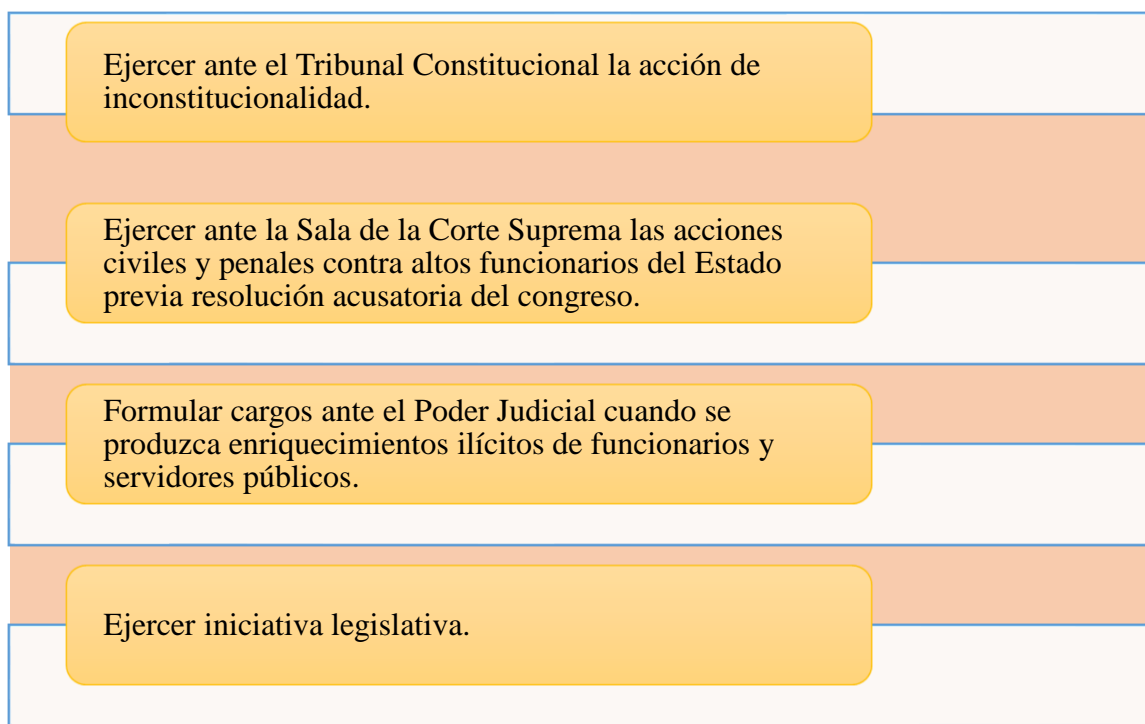 Ejercer ante el Tribunal Constitucional la acción de
inconstitucionalidad.
Ejercer ante la Sala de la Corte Suprema las acciones
civiles y penales contra altos funcionarios del Estado
previa resolución acusatoria del congreso.
Formular cargos ante el Poder Judicial cuando se
produzca enriquecimientos ilícitos de funcionarios y
servidores públicos.
Ejercer iniciativa legislativa.